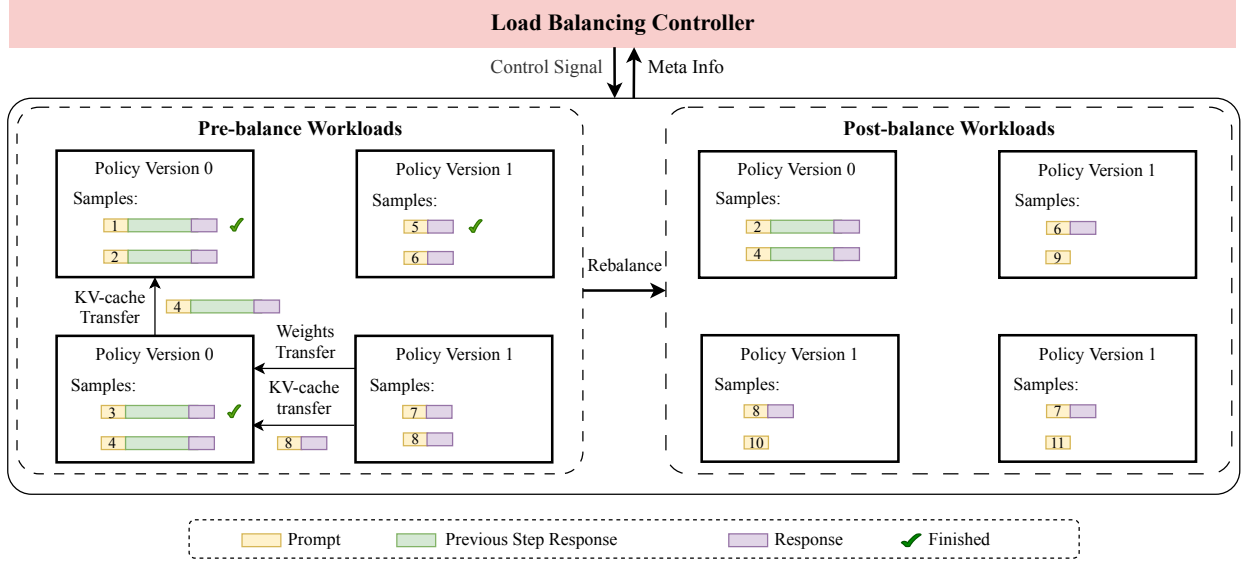 Load Balancing Controller
Control Signal
Meta Info
Pre-balance Workloads
Policy Version 0
Samples:
1
2
Policy Version 1
Samples:
5
6
KV-cache
Transfer
4
Policy Version 0
Samples:
3
4
Weights
Transfer
KV-cache
transfer
8
Policy Version 1
Samples:
7
8
Rebalance
Post-balance Workloads
Policy Version 0
Samples:
2
4
Policy Version 1
Samples:
6
9
Policy Version 1
Samples:
8
10
Policy Version 1
Samples:
7
11
Prompt
Previous Step Response
Response
Finished